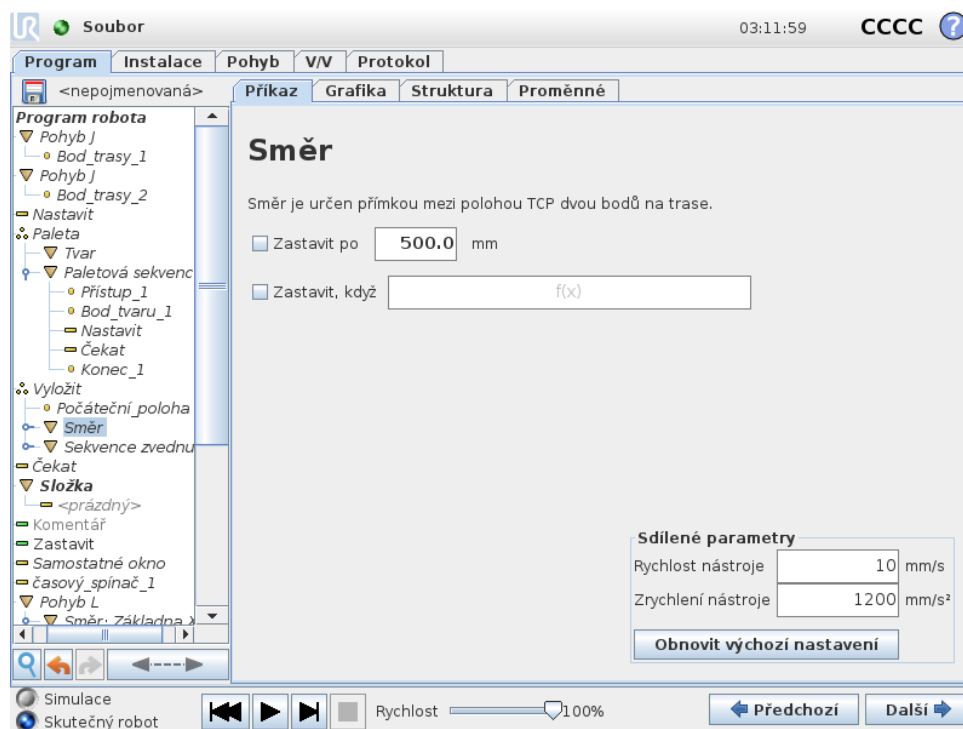 UR Soubor 03:11:59 CCCC ?
Program Instalace Pohyb V/V Protokol
<nepojmenovaná> Příkaz Grafika Struktura Proměnné
Program robota
Pohyb J
Bod_trasy_1
Pohyb J
Bod_trasy_2
Nastavit
Paleta
Tvar
Paletová sekvenc
Přístup_1
Bod_tvaru_1
Nastavit
Čekat
Konec_1
Vyložit
Počáteční_poloha
Směr
Sekvence zvednu
Čekat
Složka
<prázdný>
Komentář
Zastavit
Samostatné okno
časový_spínač_1
Pohyb L
Směr: Základna X
Směr
Směr je určen přímkou mezi polohou TCP dvou bodů na trase.
Zastavit po 500.0 mm
Zastavit, když f(x)
Sdílené parametry
Rychlost nástroje 10 mm/s
Zrychlení nástroje 1200 mm/s²
Obnovit výchozí nastavení
Simulace
Skutečný robot
Rychlost 100%
Předchozí Další